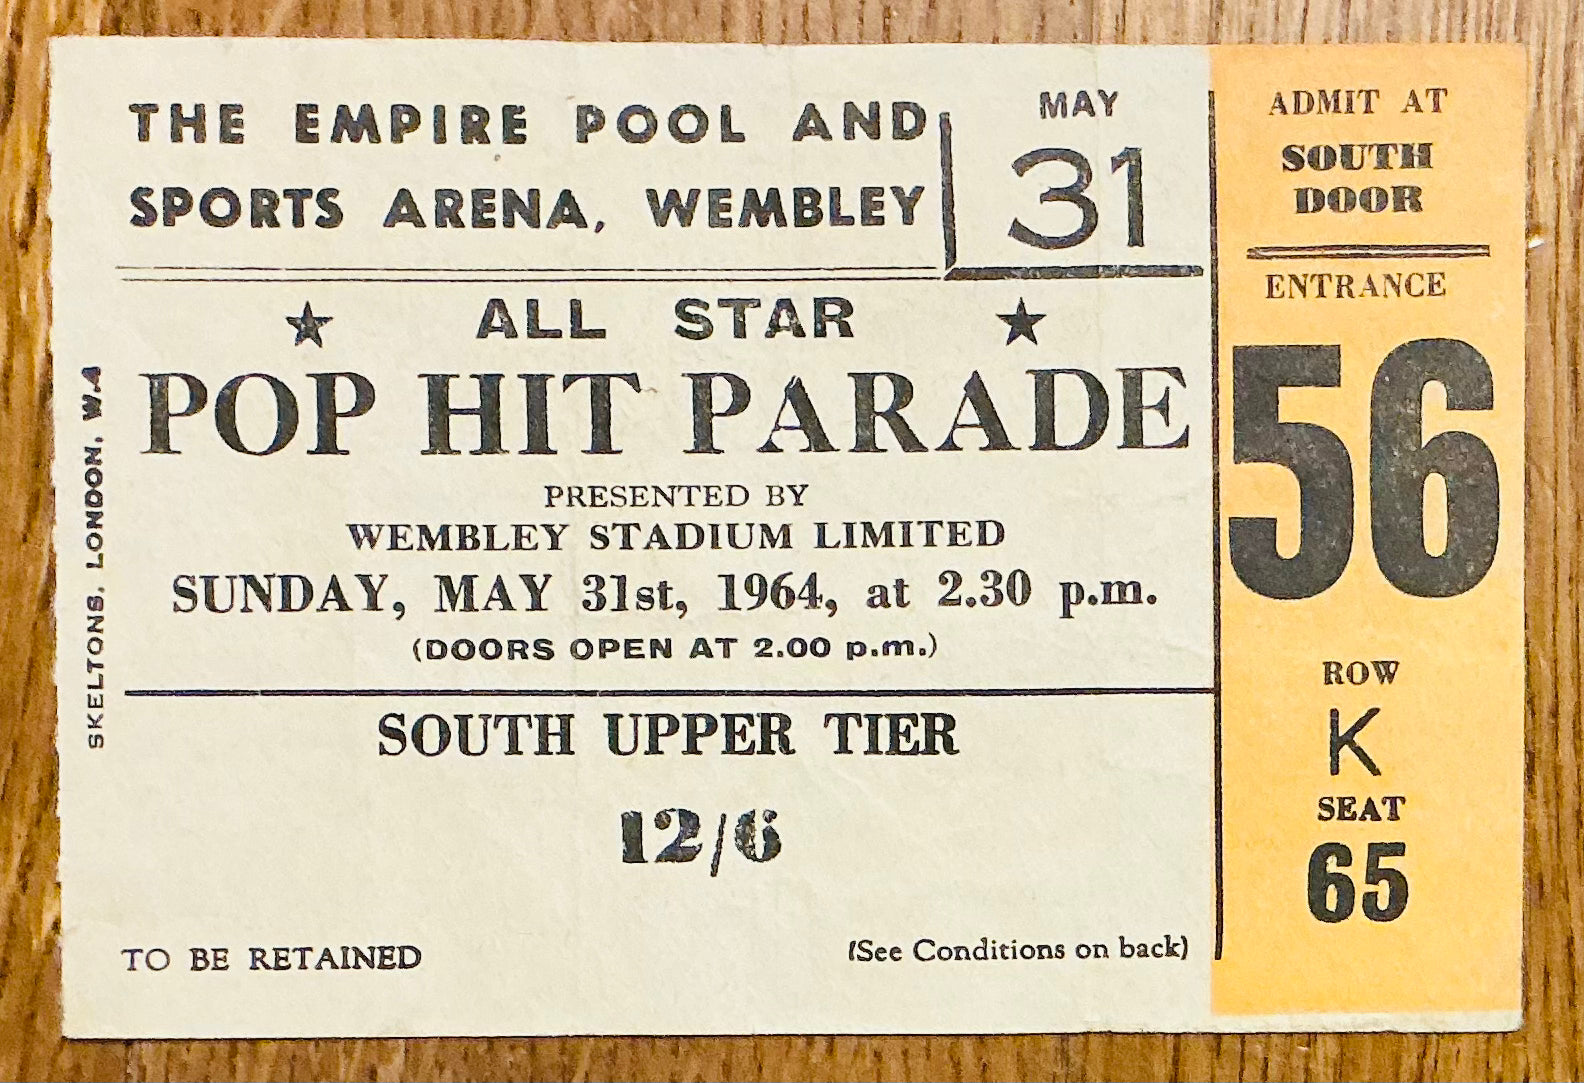 THE EMPIRE POOL AND
SPORTS ARENA, WEMBLEY
MAY
31
ALL STAR
POP HIT PARADE
PRESENTED BY
WEMBLEY STADIUM LIMITED
SUNDAY, MAY 31st, 1964, at 2.30 p.m.
(DOORS OPEN AT 2.00 p.m.)
SOUTH UPPER TIER
12/6
TO BE RETAINED
(See Conditions on back)
SKELTONS, LONDON, W.4
ADMIT AT
SOUTH
DOOR
ENTRANCE
56
ROW
K
SEAT
65